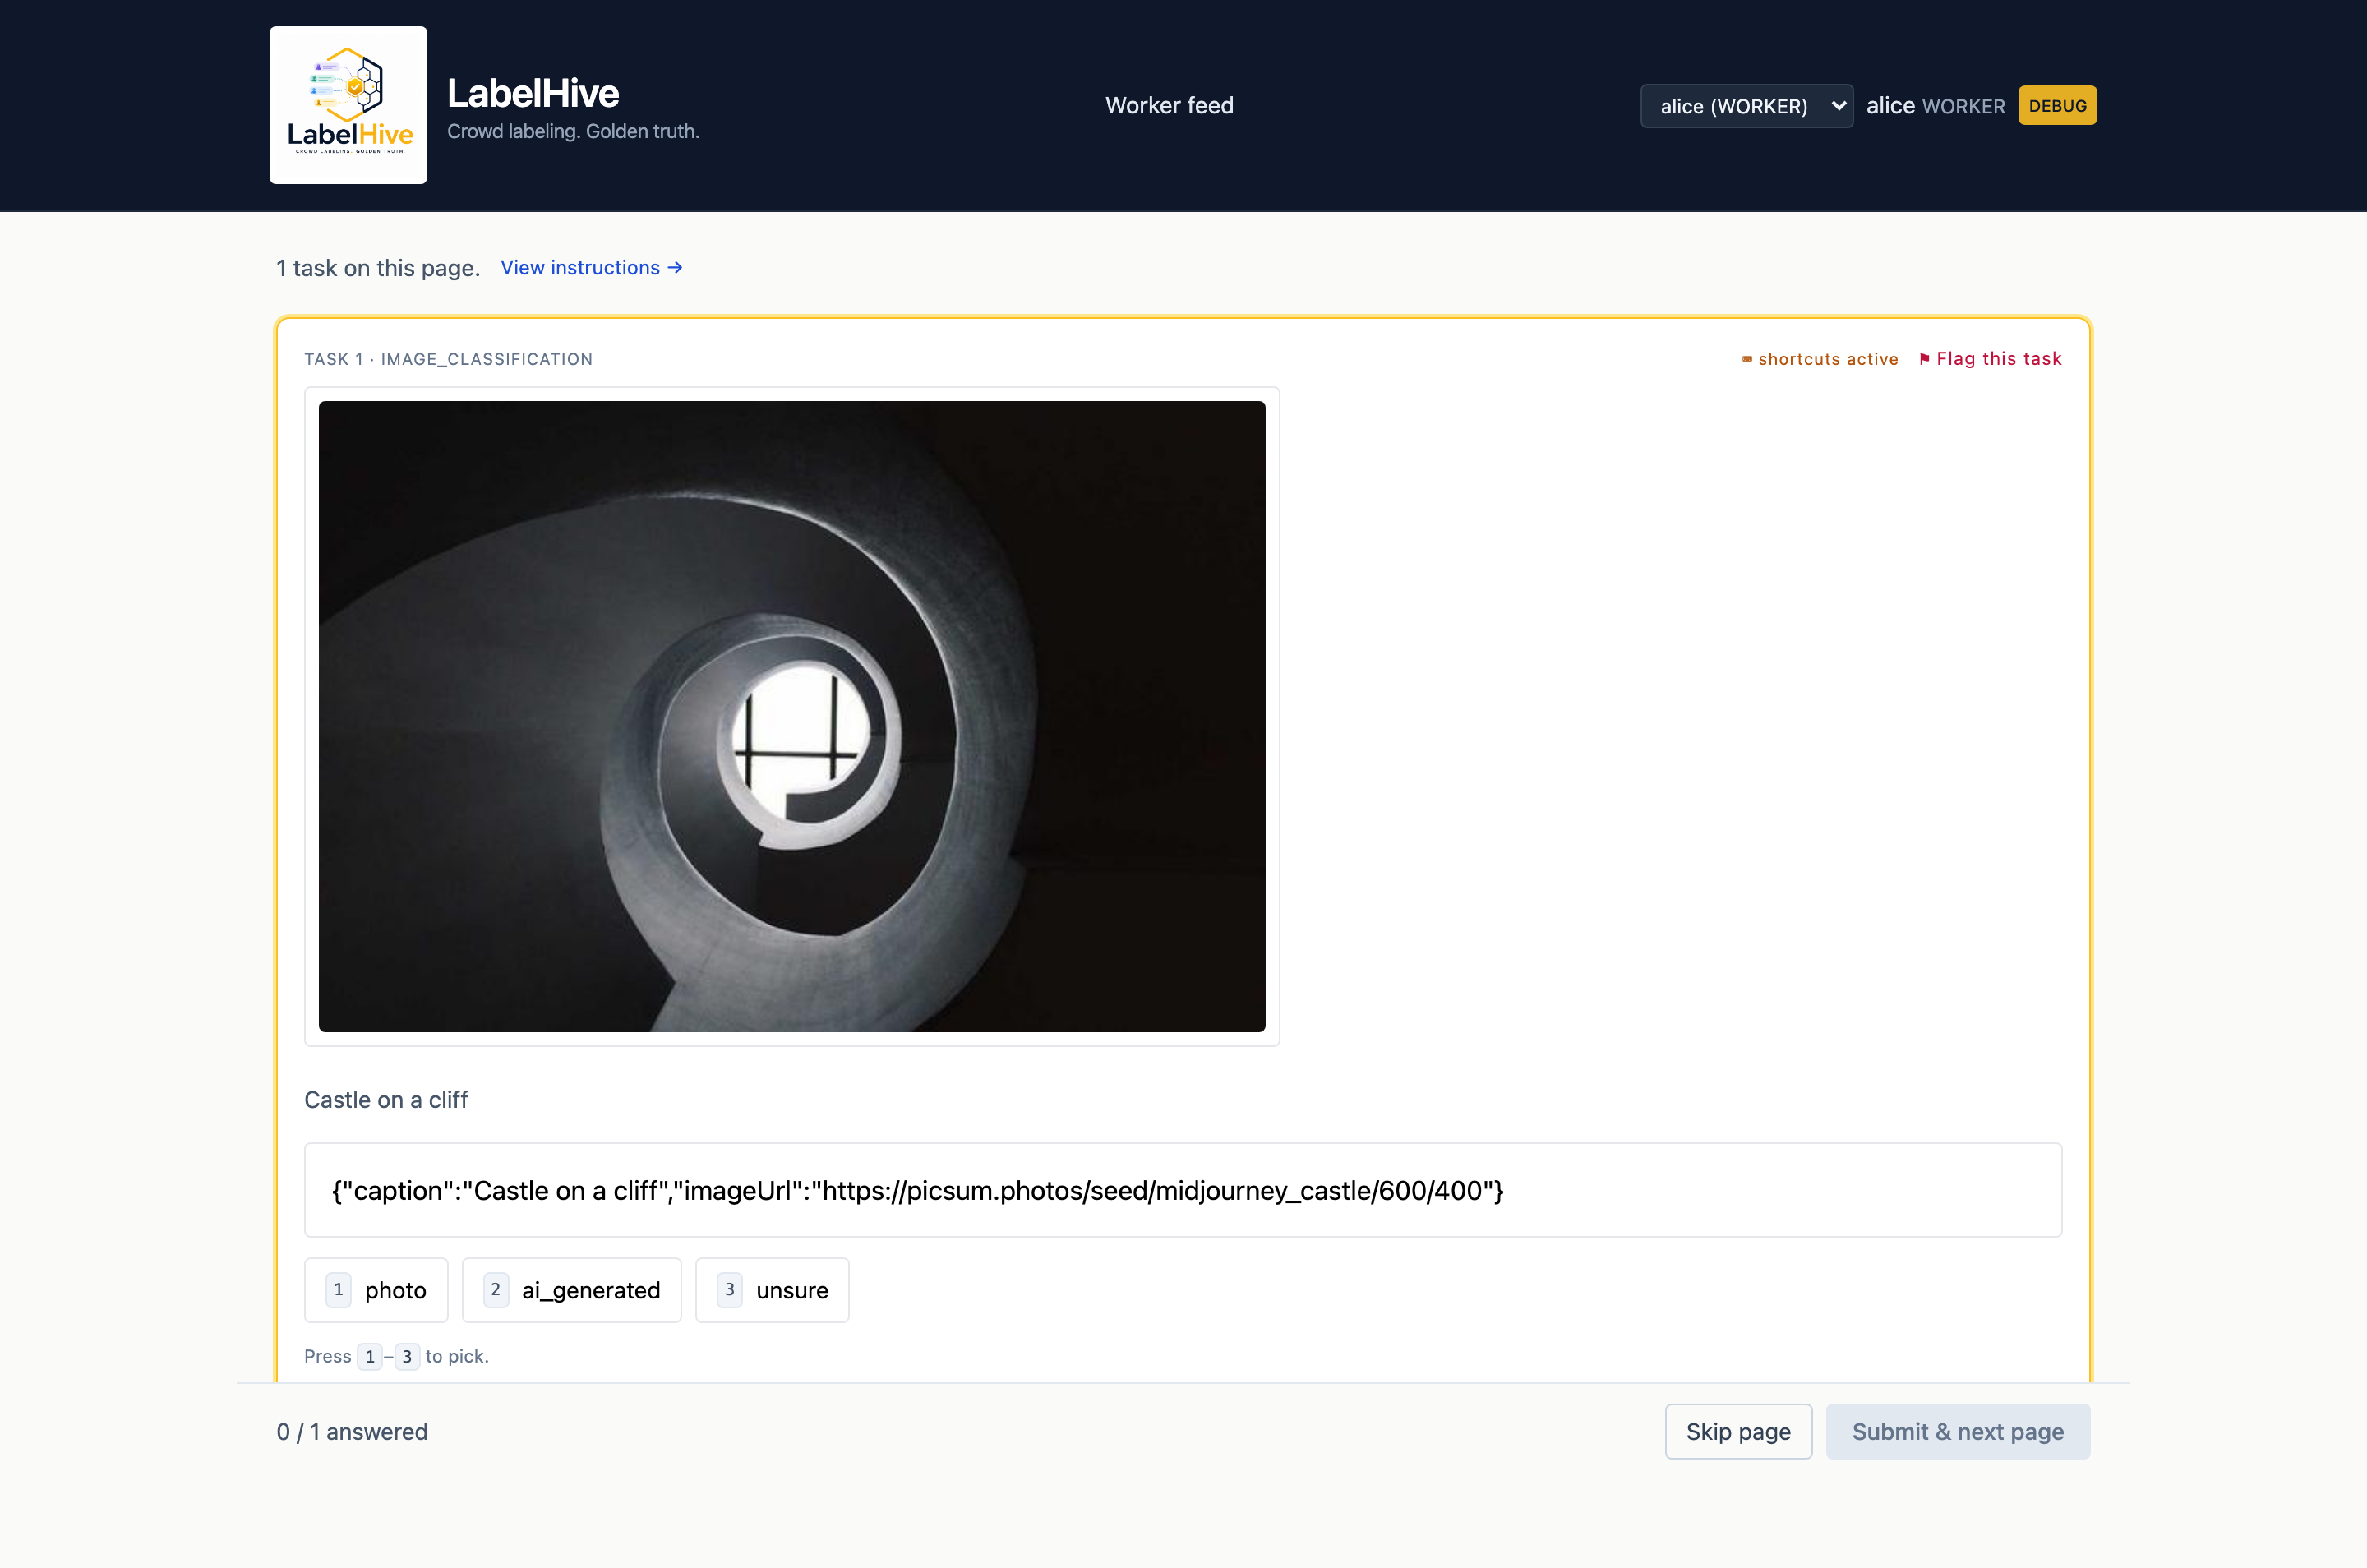 LabelHive
CROWD LABELING. GOLDEN TRUTH.
LabelHive
Crowd labeling. Golden truth.
Worker feed
alice (WORKER)
alice WORKER
DEBUG
1 task on this page. View instructions →
TASK 1 · IMAGE_CLASSIFICATION
shortcuts active
Flag this task
Castle on a cliff
{"caption":"Castle on a cliff","imageUrl":"https://picsum.photos/seed/midjourney_castle/600/400"}
1 photo
2 ai_generated
3 unsure
Press 1–3 to pick.
0 / 1 answered
Skip page
Submit & next page